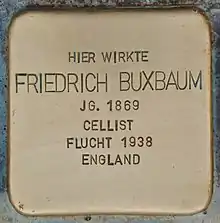 HIER WIRKTE
FRIEDRICH BUXBAUM
JG. 1869
CELLIST
FLUCHT 1938
ENGLAND